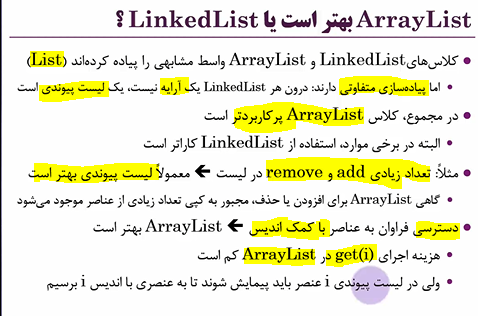 ArrayList بهتر است یا LinkedList ؟
کلاس‌های LinkedList و ArrayList واسط مشابهی را پیاده کرده‌اند (List)
اما پیاده‌سازی متفاوتی دارند: درون هر LinkedList یک آرایه نیست، یک لیست پیوندی است
در مجموع، کلاس ArrayList پرکاربردتر است
البته در برخی موارد، استفاده از LinkedList کاراتر است
مثلاً: تعداد زیادی add و remove در لیست ← معمولاً لیست پیوندی بهتر است
گاهی ArrayList برای افزودن یا حذف، مجبور به کپی تعداد زیادی از عناصر موجود می‌شود
دسترسی فراوان به عناصر با کمک اندیس ← ArrayList بهتر است
هزینه اجرای get(i) در ArrayList کم است
ولی در لیست پیوندی i عنصر باید پیمایش شوند تا به عنصری با اندیس i برسیم